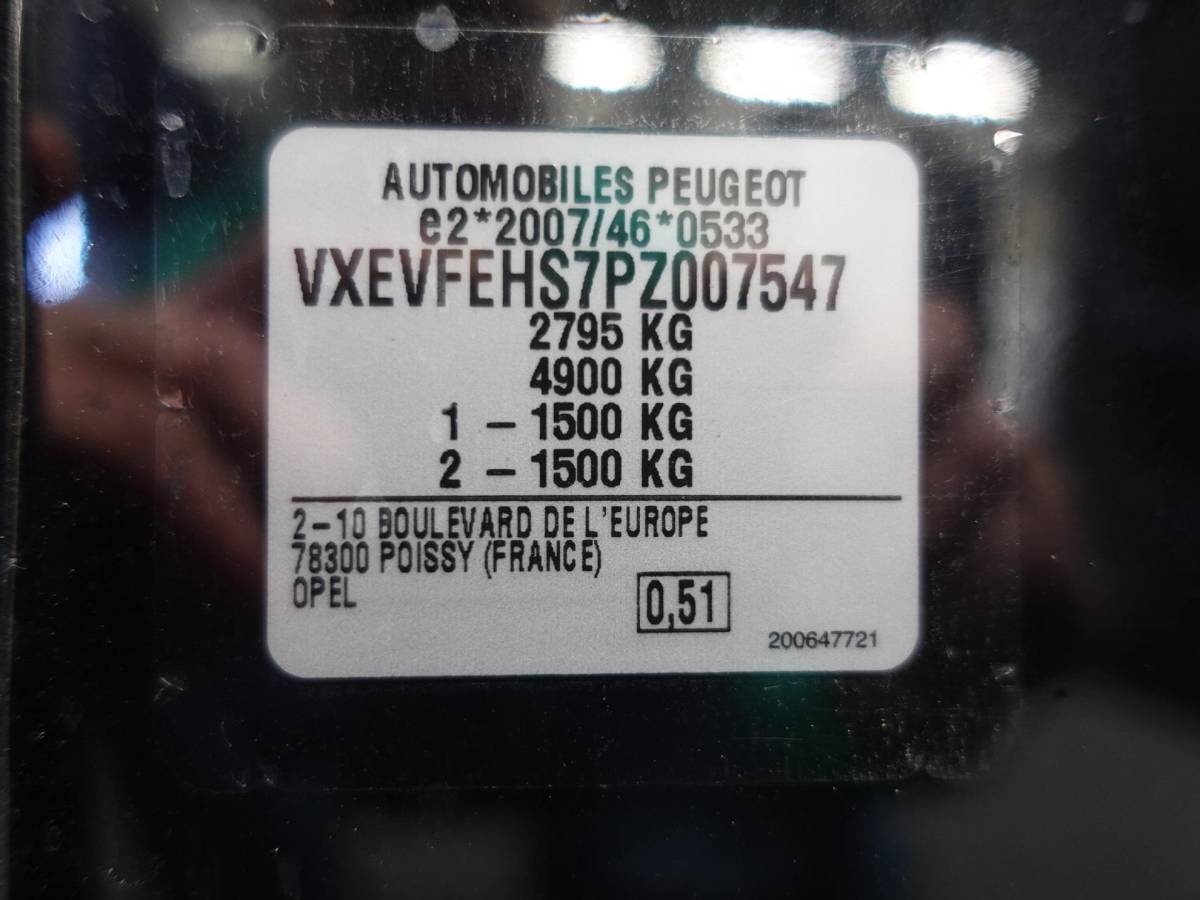 AUTOMOBILES PEUGEOT
e2*2007/46*0533
VXEVFEHS7PZ007547
2795 KG
4900 KG
1 - 1500 KG
2 - 1500 KG
2-10 BOULEVARD DE L'EUROPE
78300 POISSY (FRANCE)
OPEL
0,51
200647721